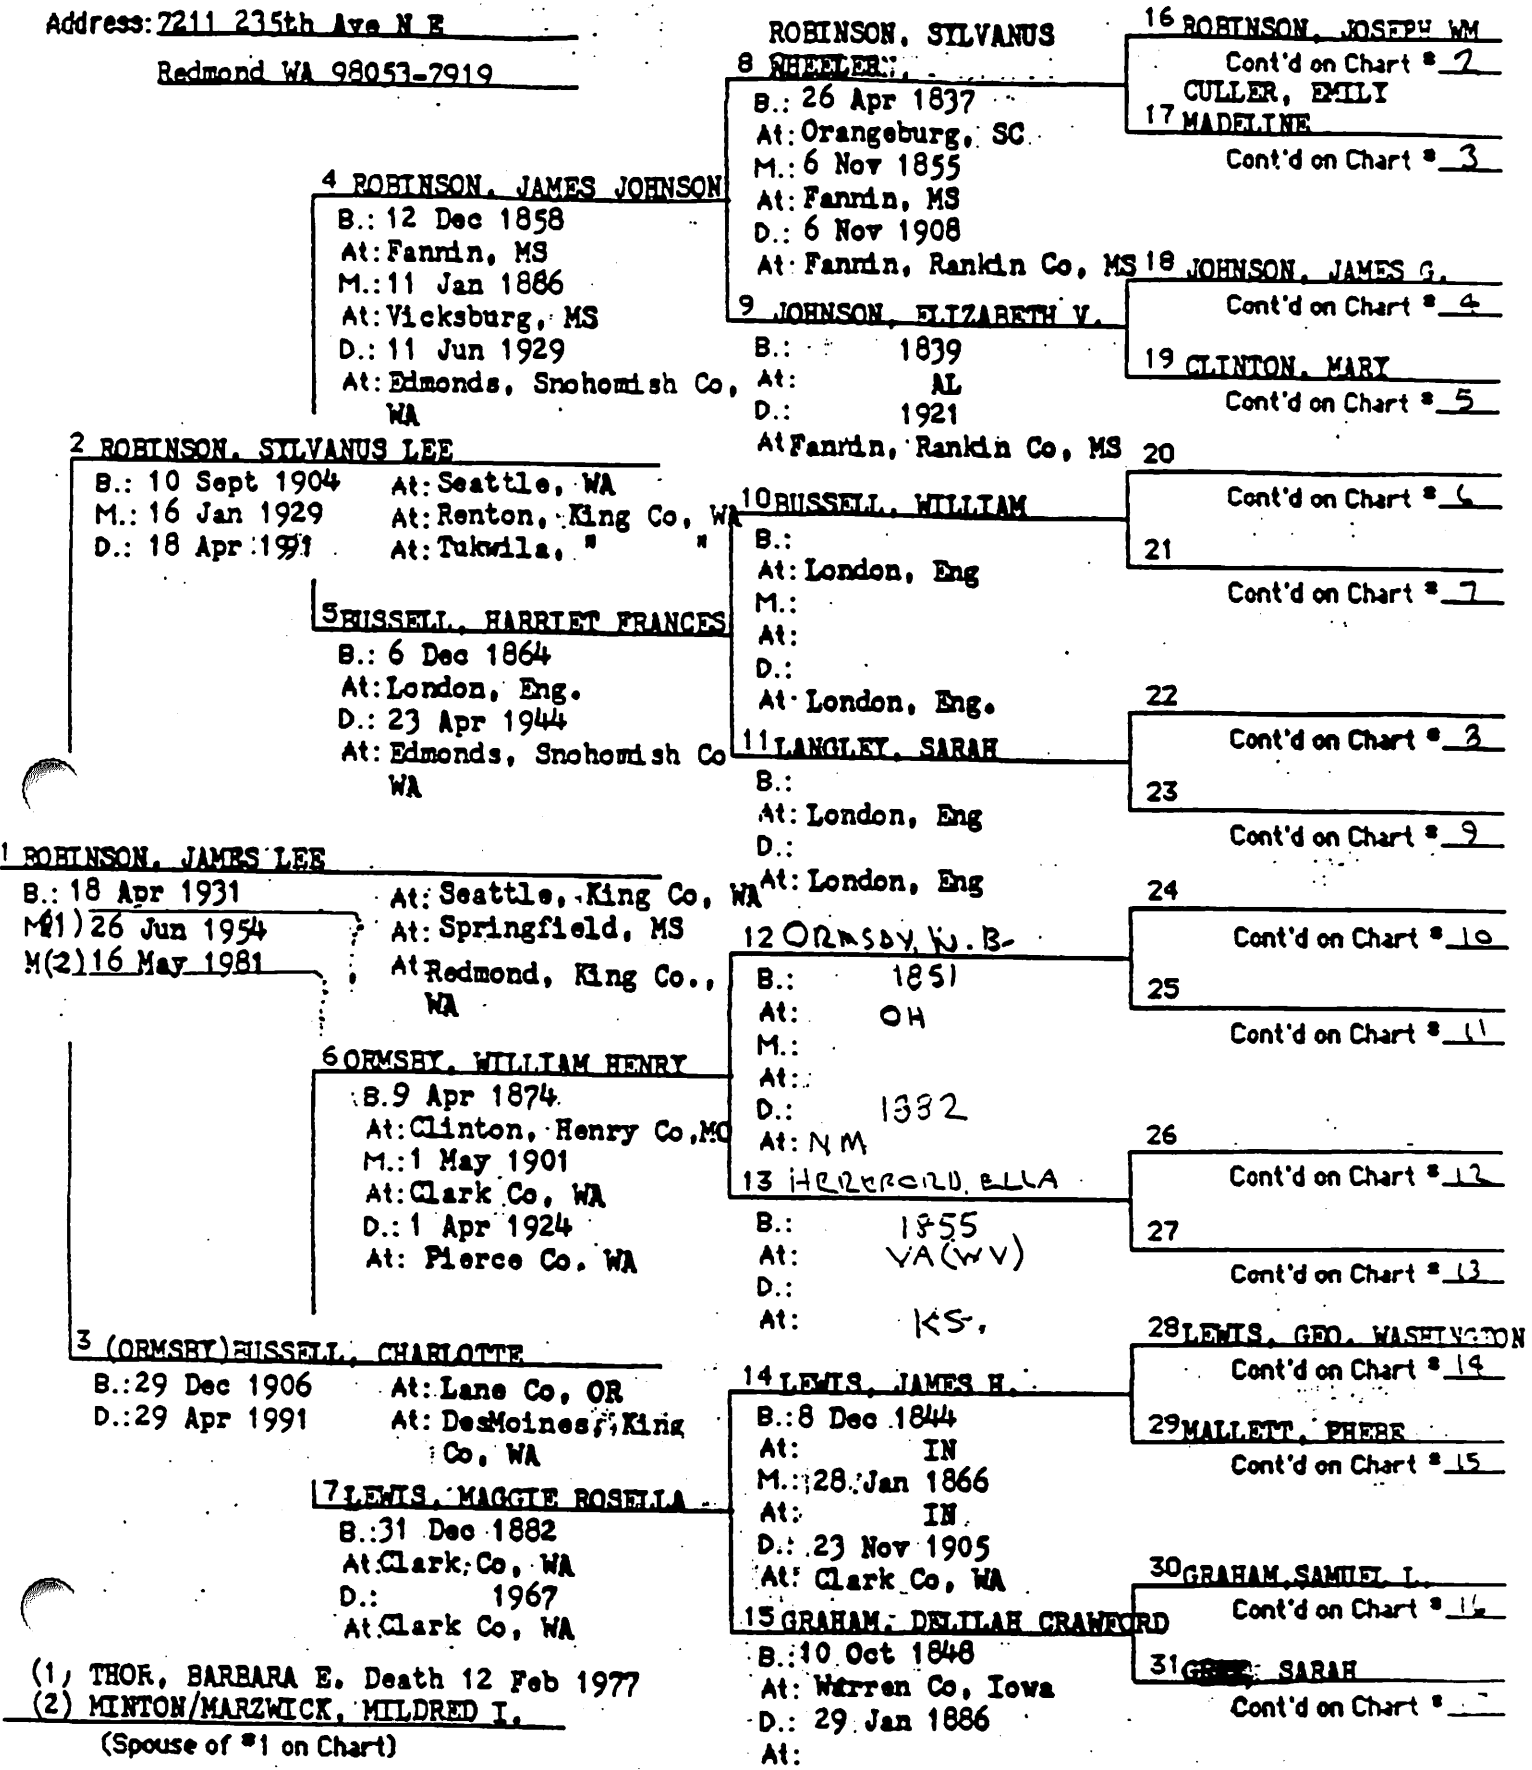 Address: 7211 235th Ave N E
Redmond WA 98053-7919
1 ROBINSON, JAMES LEE
B.: 18 Apr 1931 At: Seattle, King Co, WA
M(1) 26 Jun 1954 At: Springfield, MS
M(2) 16 May 1981 At Redmond, King Co.,
WA
2 ROBINSON, SYLVANUS LEE
B.: 10 Sept 1904 At: Seattle, WA
M.: 16 Jan 1929 At: Renton, King Co, WA
D.: 18 Apr 1991 At: Tukwila, " "
3 (ORMSBY)BUSSELL, CHARLOTTE
B.: 29 Dec 1906 At: Lane Co, OR
D.: 29 Apr 1991 At: DesMoines, King
Co, WA
4 ROBINSON, JAMES JOHNSON
B.: 12 Dec 1858
At: Fannin, MS
M.: 11 Jan 1886
At: Vicksburg, MS
D.: 11 Jun 1929
At: Edmonds, Snohomish Co,
WA
5 BUSSELL, HARRIET FRANCES
B.: 6 Dec 1864
At: London, Eng.
D.: 23 Apr 1944
At: Edmonds, Snohomish Co
WA
6 ORMSBY, WILLIAM HENRY
B. 9 Apr 1874
At: Clinton, Henry Co, MO
M.: 1 May 1901
At: Clark Co, WA
D.: 1 Apr 1924
At: Pierce Co. WA
7 LEWIS, MAGGIE ROSELLA
B.: 31 Dec 1882
At: Clark Co, WA
D.: 1967
At: Clark Co, WA
ROBINSON, SYLVANUS
8 WHEELER
B.: 26 Apr 1837
At: Orangeburg, SC
M.: 6 Nov 1855
At: Fannin, MS
D.: 6 Nov 1908
At: Fannin, Rankin Co, MS
9 JOHNSON, ELIZABETH V.
B.: 1839
At: AL
D.: 1921
At Fannin, Rankin Co, MS
10 BUSSELL, WILLIAM
B.:
At: London, Eng
M.:
At:
D.:
At: London, Eng.
11 LANGLEY, SARAH
B.:
At: London, Eng
D.:
At: London, Eng
12 ORMSBY, W. B.
B.: 1851
At: OH
M.:
At:
D.: 1882
At: NM
13 HEREFORD, ELLA
B.: 1855
At: VA (WV)
D.:
At: KS.
14 LEWIS, JAMES H.
B.: 8 Dec 1844
At: IN
M.: 28 Jan 1866
At: IN
D.: 23 Nov 1905
At: Clark Co, WA
15 GRAHAM, DELILAH CRAWFORD
B.: 10 Oct 1848
At: Warren Co, Iowa
D.: 29 Jan 1886
At:
16 ROBINSON, JOSEPH WM
Cont'd on Chart # 2
CULLER, EMILY
17 MADELINE
Cont'd on Chart # 3
18 JOHNSON, JAMES G.
Cont'd on Chart # 4
19 CLINTON, MARY
Cont'd on Chart # 5
20
Cont'd on Chart # 6
21
Cont'd on Chart # 7
22
Cont'd on Chart # 8
23
Cont'd on Chart # 9
24
Cont'd on Chart # 10
25
Cont'd on Chart # 11
26
Cont'd on Chart # 12
27
Cont'd on Chart # 13
28 LEWIS, GEO. WASHINGTON
Cont'd on Chart # 14
29 MALLETT, PHEBE
Cont'd on Chart # 15
30 GRAHAM, SAMUEL L.
Cont'd on Chart # 16
31 SARAH
Cont'd on Chart #
(1) THOR, BARBARA E. Death 12 Feb 1977
(2) MINTON/MARZWICK, MILDRED I.
(Spouse of #1 on Chart)